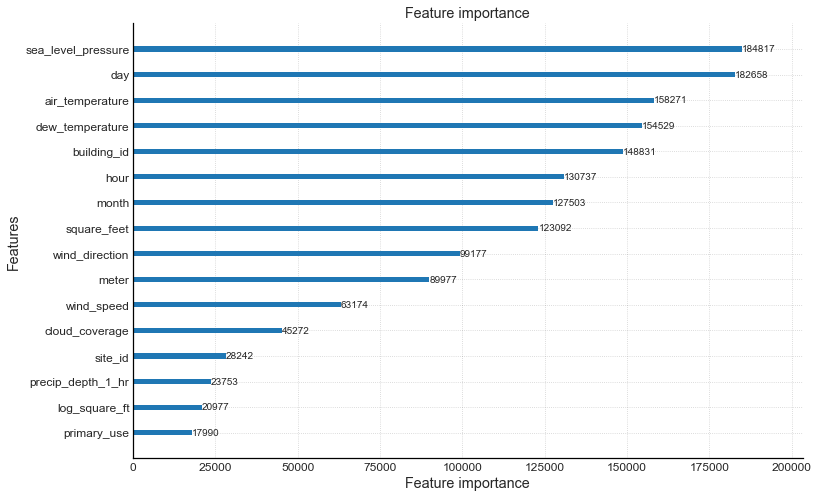 Feature importance
sea_level_pressure 184817
day 182658
air_temperature 158271
dew_temperature 154529
building_id 148831
hour 130737
month 127503
square_feet 123092
wind_direction 99177
meter 89977
wind_speed 63174
cloud_coverage 45272
site_id 28242
precip_depth_1_hr 23753
log_square_ft 20977
primary_use 17990
Features
0 25000 50000 75000 100000 125000 150000 175000 200000
Feature importance